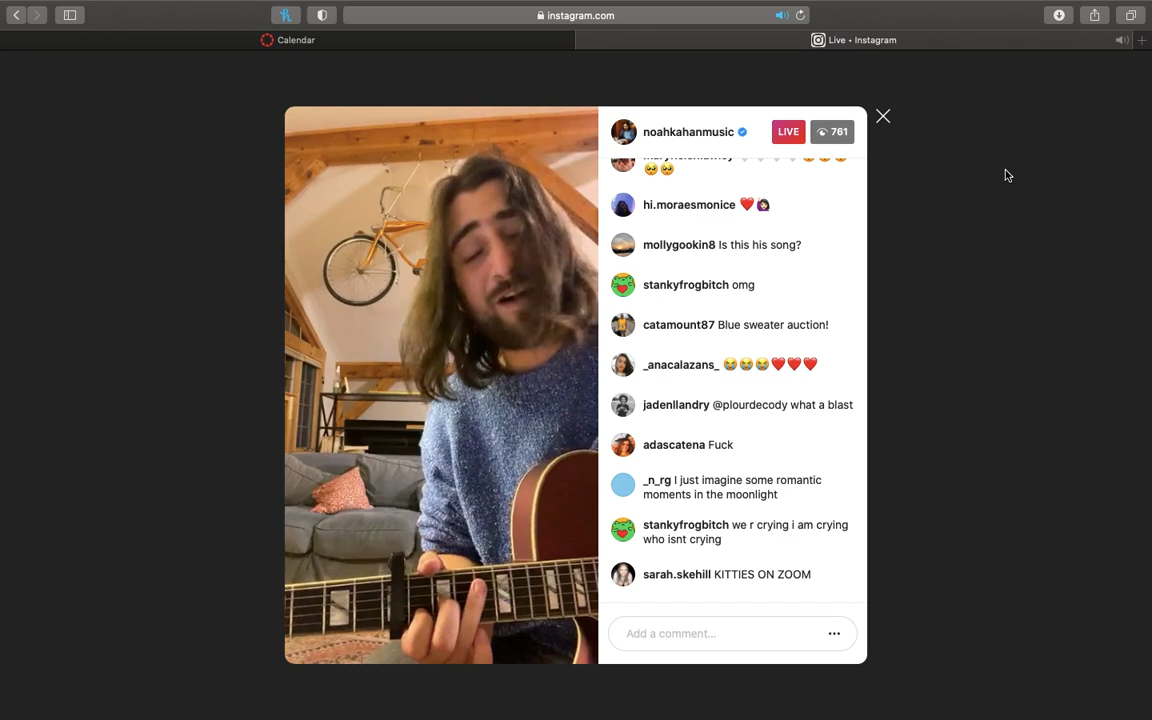 instagram.com
Calendar
Live • Instagram
noahkahanmusic
LIVE
761
hi.moraesmonice ❤️🙋🏻‍♀️
mollygookin8 Is this his song?
stankyfrogbitch omg
catamount87 Blue sweater auction!
_anacalazans_ 😭😭😭❤️❤️❤️
jadenllandry @plourdecody what a blast
adascatena Fuck
_n_rg I just imagine some romantic
moments in the moonlight
stankyfrogbitch we r crying i am crying
who isnt crying
sarah.skehill KITTIES ON ZOOM
Add a comment...